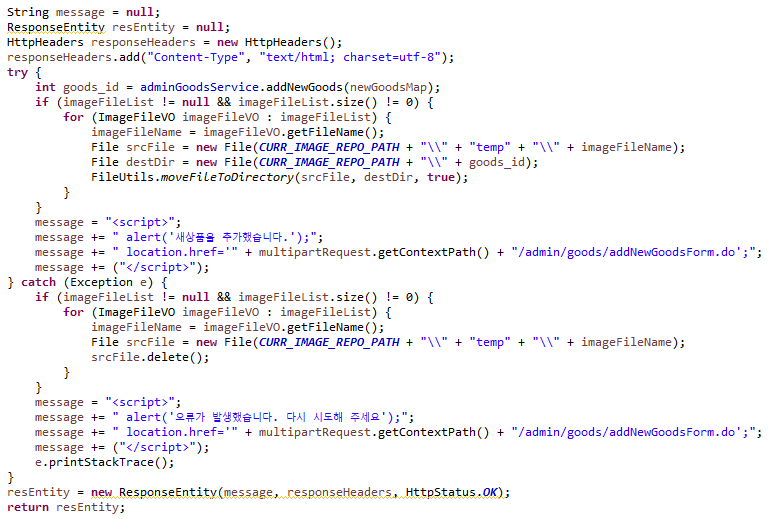 String message = null;
ResponseEntity resEntity = null;
HttpHeaders responseHeaders = new HttpHeaders();
responseHeaders.add("Content-Type", "text/html; charset=utf-8");
try {
    int goods_id = adminGoodsService.addNewGoods(newGoodsMap);
    if (imageFileList != null && imageFileList.size() != 0) {
        for (ImageFileVO imageFileVO : imageFileList) {
            imageFileName = imageFileVO.getFileName();
            File srcFile = new File(CURR_IMAGE_REPO_PATH + "\\" + "temp" + "\\" + imageFileName);
            File destDir = new File(CURR_IMAGE_REPO_PATH + "\\" + goods_id);
            FileUtils.moveFileToDirectory(srcFile, destDir, true);
        }
    }
    message = "<script>";
    message += " alert('새상품을 추가했습니다.');";
    message += " location.href='" + multipartRequest.getContextPath() + "/admin/goods/addNewGoodsForm.do';";
    message += ("</script>");
} catch (Exception e) {
    if (imageFileList != null && imageFileList.size() != 0) {
        for (ImageFileVO imageFileVO : imageFileList) {
            imageFileName = imageFileVO.getFileName();
            File srcFile = new File(CURR_IMAGE_REPO_PATH + "\\" + "temp" + "\\" + imageFileName);
            srcFile.delete();
        }
    }
    message = "<script>";
    message += " alert('오류가 발생했습니다. 다시 시도해 주세요');";
    message += " location.href='" + multipartRequest.getContextPath() + "/admin/goods/addNewGoodsForm.do';";
    message += ("</script>");
    e.printStackTrace();
}
resEntity = new ResponseEntity(message, responseHeaders, HttpStatus.OK);
return resEntity;